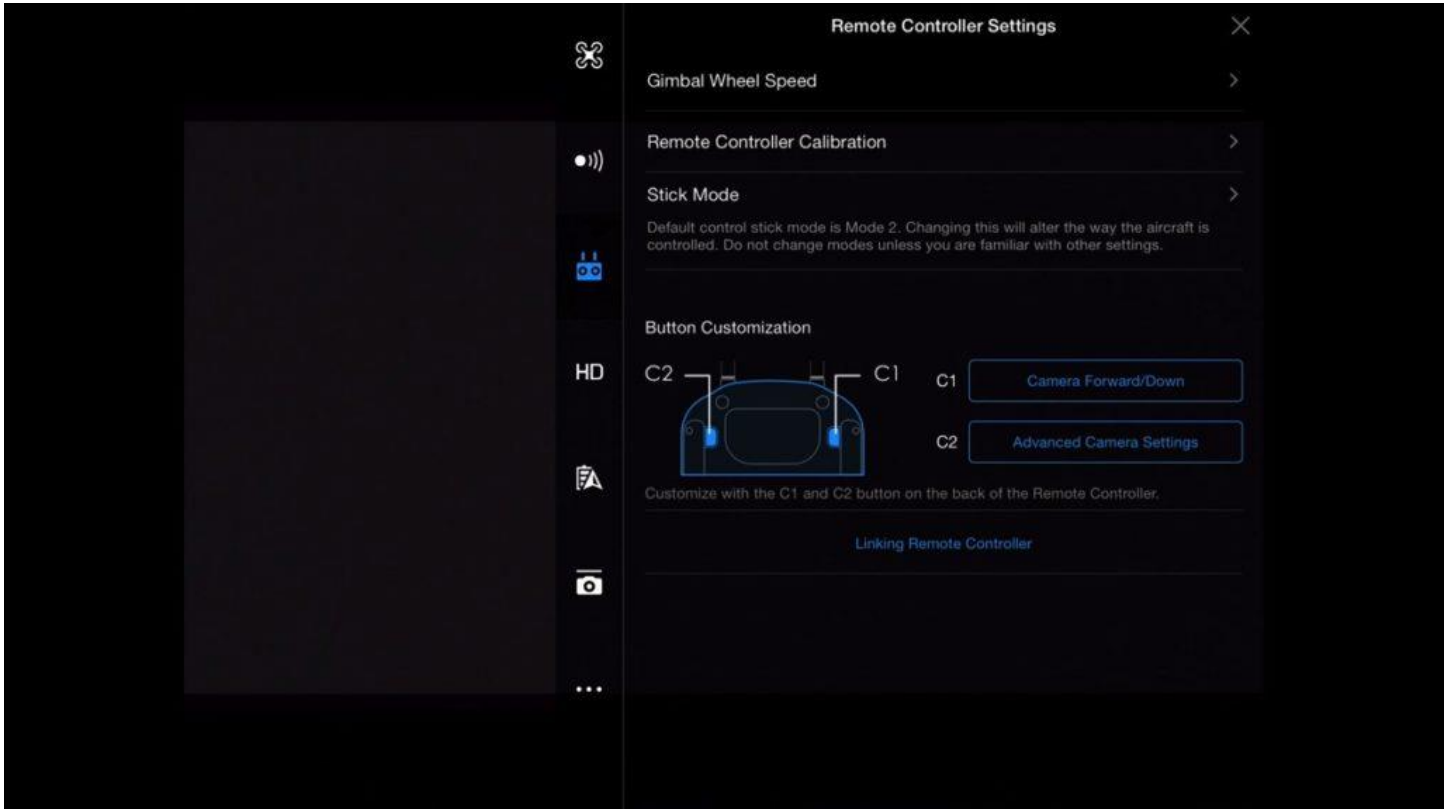 Remote Controller Settings
Gimbal Wheel Speed
Remote Controller Calibration
Stick Mode
Default control stick mode is Mode 2. Changing this will alter the way the aircraft is
controlled. Do not change modes unless you are familiar with other settings.
HD
Button Customization
C2 C1 C1 Camera Forward/Down
C2 Advanced Camera Settings
Customize with the C1 and C2 button on the back of the Remote Controller.
Linking Remote Controller